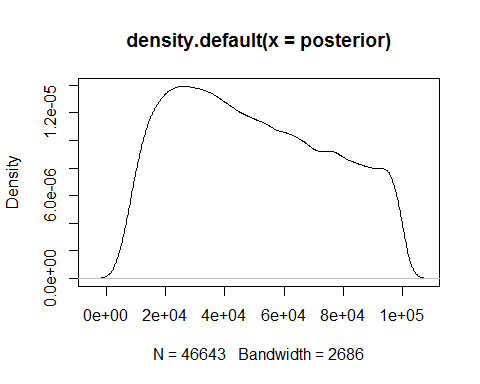 density.default(x = posterior)
Density
0.0e+00 6.0e-06 1.2e-05
0e+00 2e+04 4e+04 6e+04 8e+04 1e+05
N = 46643 Bandwidth = 2686